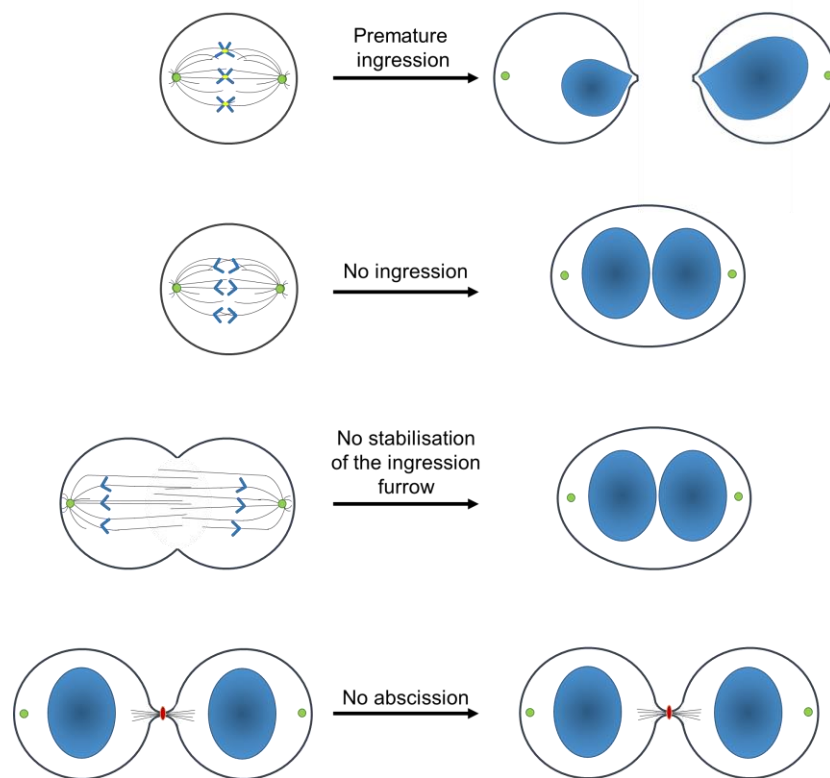 Premature
ingression
No ingression
No stabilisation
of the ingression
furrow
No abscission